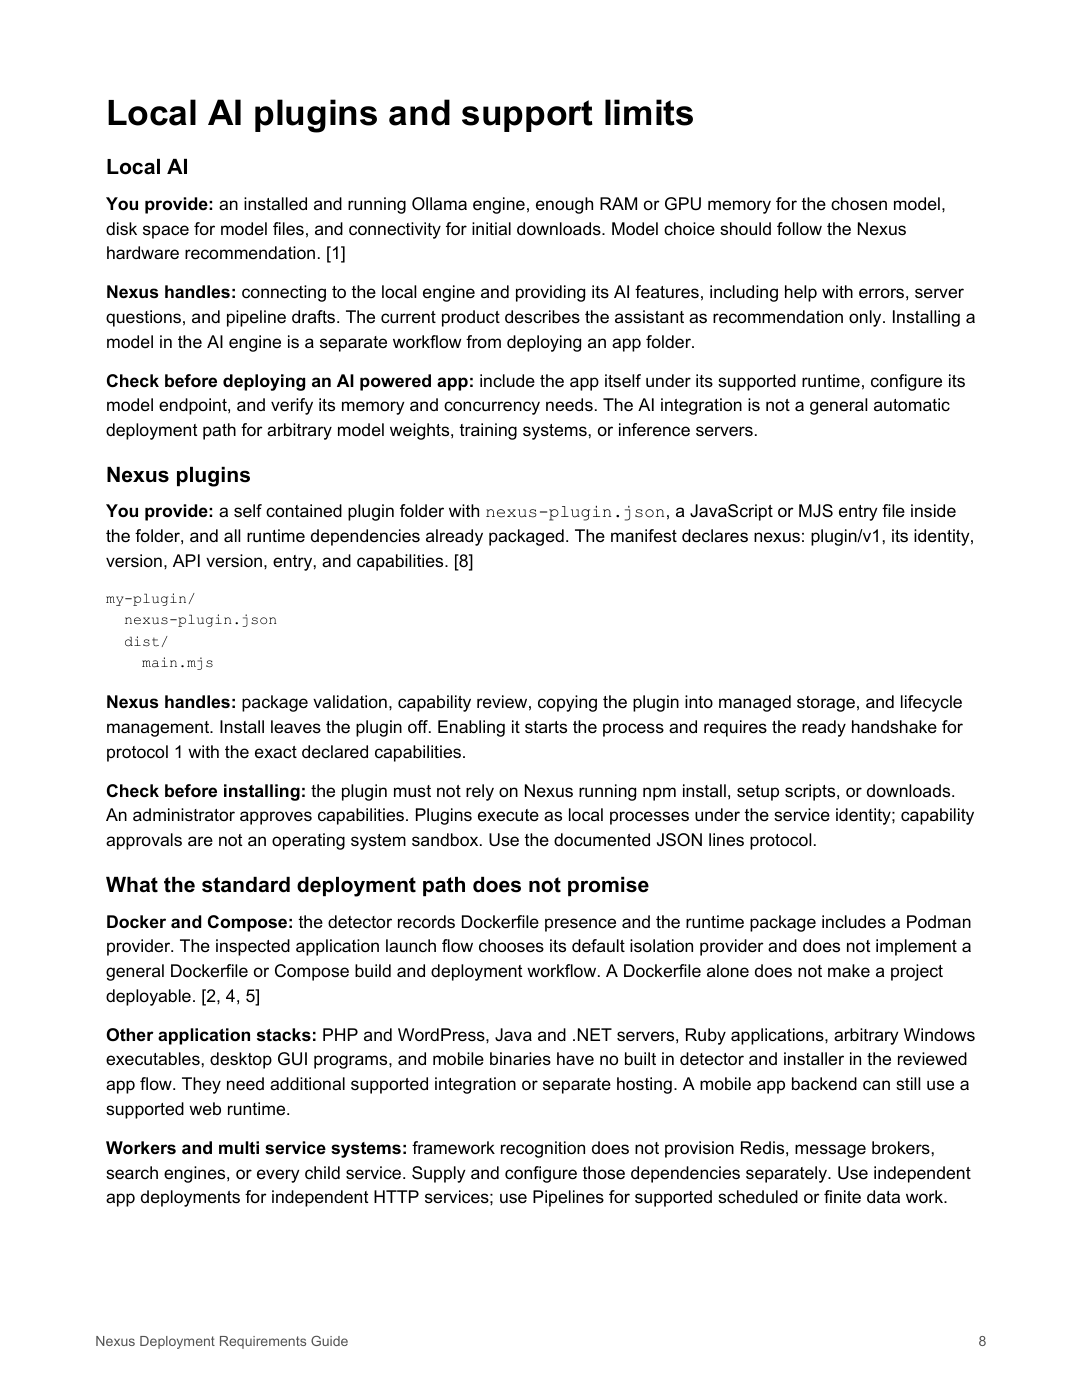 Local AI plugins and support limits
Local AI
You provide: an installed and running Ollama engine, enough RAM or GPU memory for the chosen model,
disk space for model files, and connectivity for initial downloads. Model choice should follow the Nexus
hardware recommendation. [1]
Nexus handles: connecting to the local engine and providing its AI features, including help with errors, server
questions, and pipeline drafts. The current product describes the assistant as recommendation only. Installing a
model in the AI engine is a separate workflow from deploying an app folder.
Check before deploying an AI powered app: include the app itself under its supported runtime, configure its
model endpoint, and verify its memory and concurrency needs. The AI integration is not a general automatic
deployment path for arbitrary model weights, training systems, or inference servers.
Nexus plugins
You provide: a self contained plugin folder with nexus-plugin.json, a JavaScript or MJS entry file inside
the folder, and all runtime dependencies already packaged. The manifest declares nexus: plugin/v1, its identity,
version, API version, entry, and capabilities. [8]
my-plugin/
  nexus-plugin.json
  dist/
    main.mjs
Nexus handles: package validation, capability review, copying the plugin into managed storage, and lifecycle
management. Install leaves the plugin off. Enabling it starts the process and requires the ready handshake for
protocol 1 with the exact declared capabilities.
Check before installing: the plugin must not rely on Nexus running npm install, setup scripts, or downloads.
An administrator approves capabilities. Plugins execute as local processes under the service identity; capability
approvals are not an operating system sandbox. Use the documented JSON lines protocol.
What the standard deployment path does not promise
Docker and Compose: the detector records Dockerfile presence and the runtime package includes a Podman
provider. The inspected application launch flow chooses its default isolation provider and does not implement a
general Dockerfile or Compose build and deployment workflow. A Dockerfile alone does not make a project
deployable. [2, 4, 5]
Other application stacks: PHP and WordPress, Java and .NET servers, Ruby applications, arbitrary Windows
executables, desktop GUI programs, and mobile binaries have no built in detector and installer in the reviewed
app flow. They need additional supported integration or separate hosting. A mobile app backend can still use a
supported web runtime.
Workers and multi service systems: framework recognition does not provision Redis, message brokers,
search engines, or every child service. Supply and configure those dependencies separately. Use independent
app deployments for independent HTTP services; use Pipelines for supported scheduled or finite data work.
Nexus Deployment Requirements Guide
8